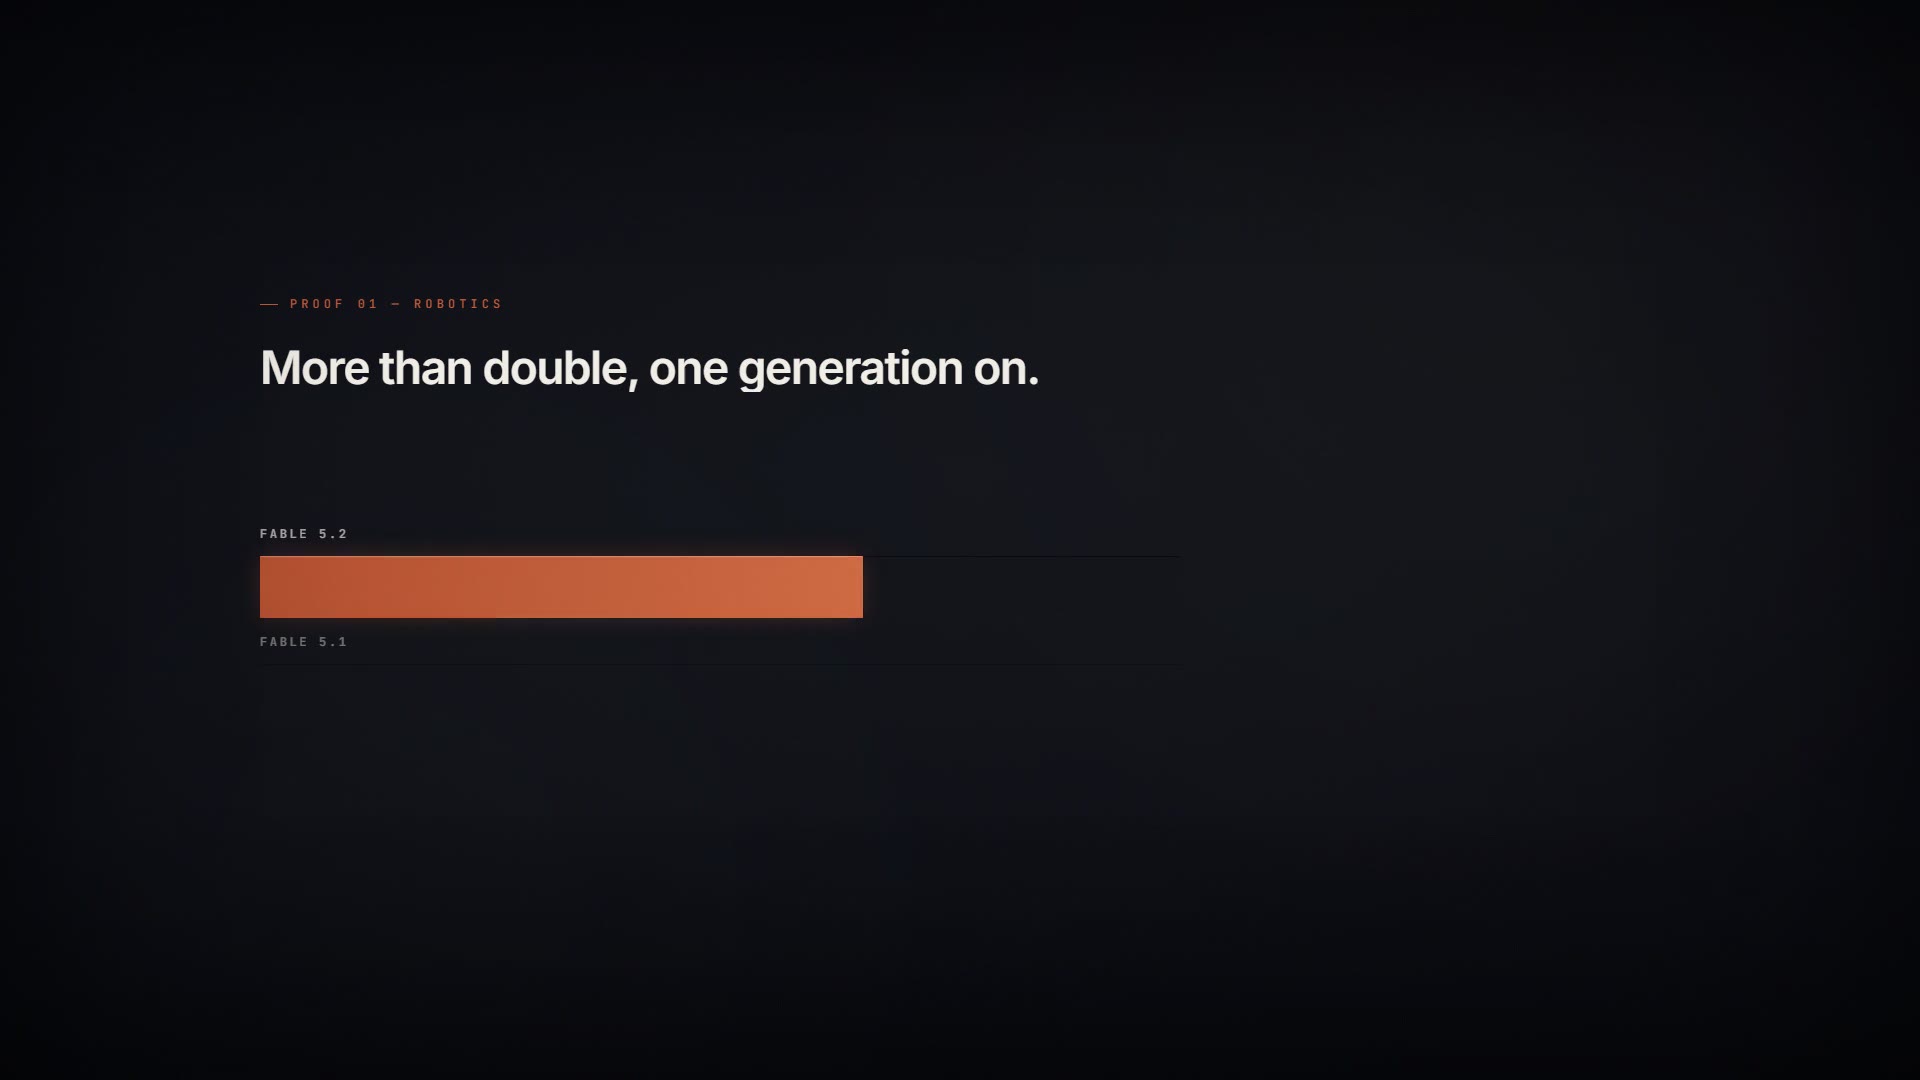 PROOF 01 — ROBOTICS
More than double, one generation on.
FABLE 5.2
FABLE 5.1